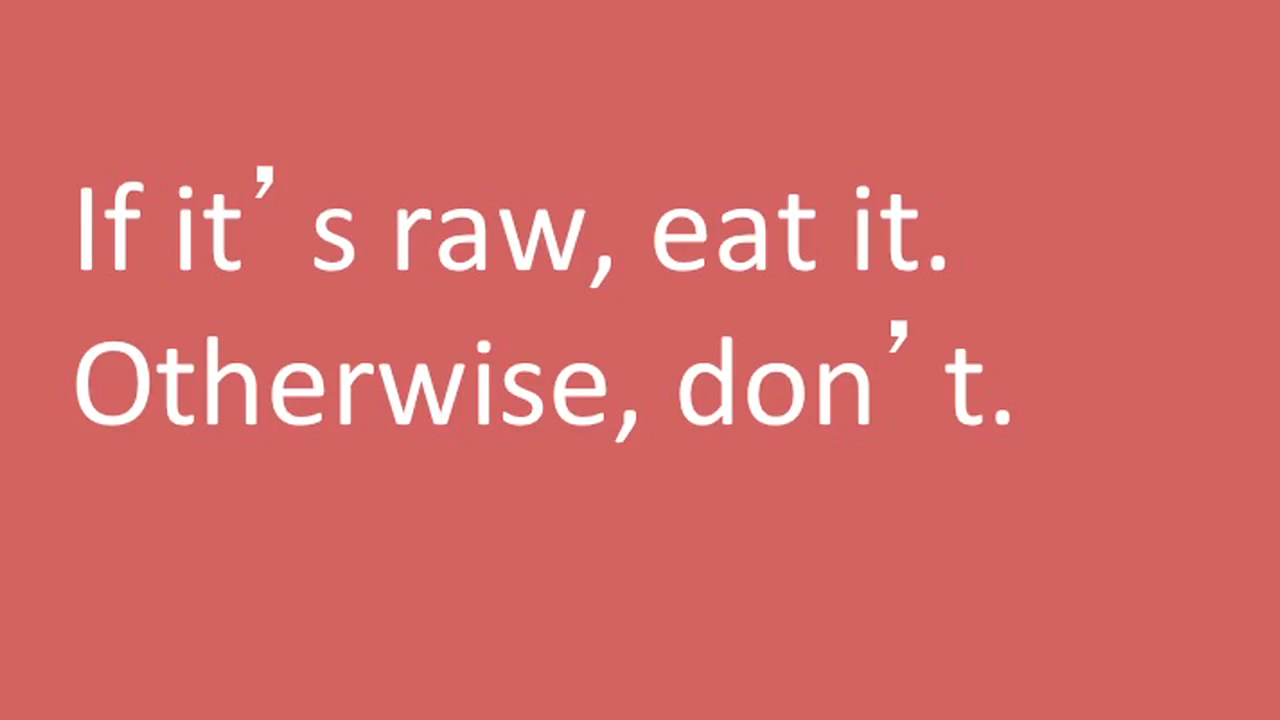 If it’s raw, eat it.
Otherwise, don’t.